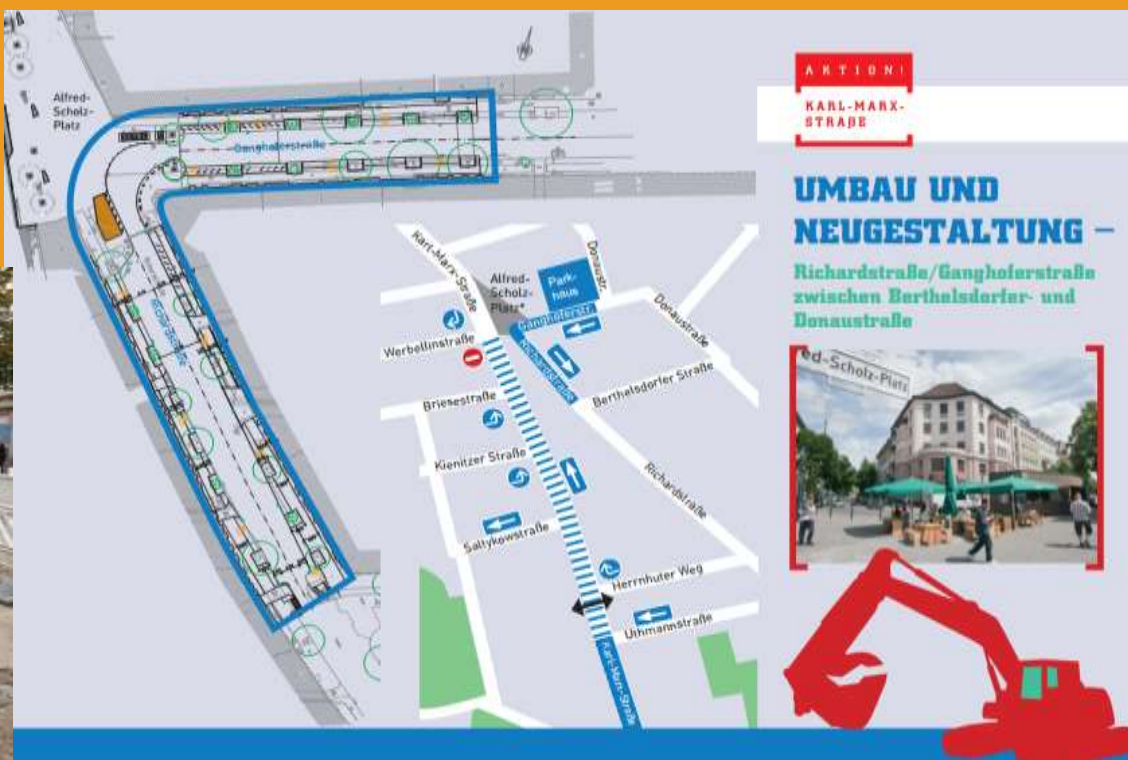 Alfred-
Scholz-
Platz
Ganghoferstraße
Richardstraße
Karl-Marx-Straße
Alfred-
Scholz-
Platz*
Park-
haus
Donaustr.
Ganghoferstr.
Donaustraße
Werbellinstraße
Richardstraße
Briesestraße
Berthelsdorfer Straße
Kienitzer Straße
Richardstraße
Saltykowstraße
Herrnhuter Weg
Uthmannstraße
Karl-Marx-Straße
AKTION!
KARL-MARX-
STRAßE
UMBAU UND
NEUGESTALTUNG –
Richardstraße/Ganghoferstraße
zwischen Berthelsdorfer- und
Donaustraße
ed-Scholz-Platz